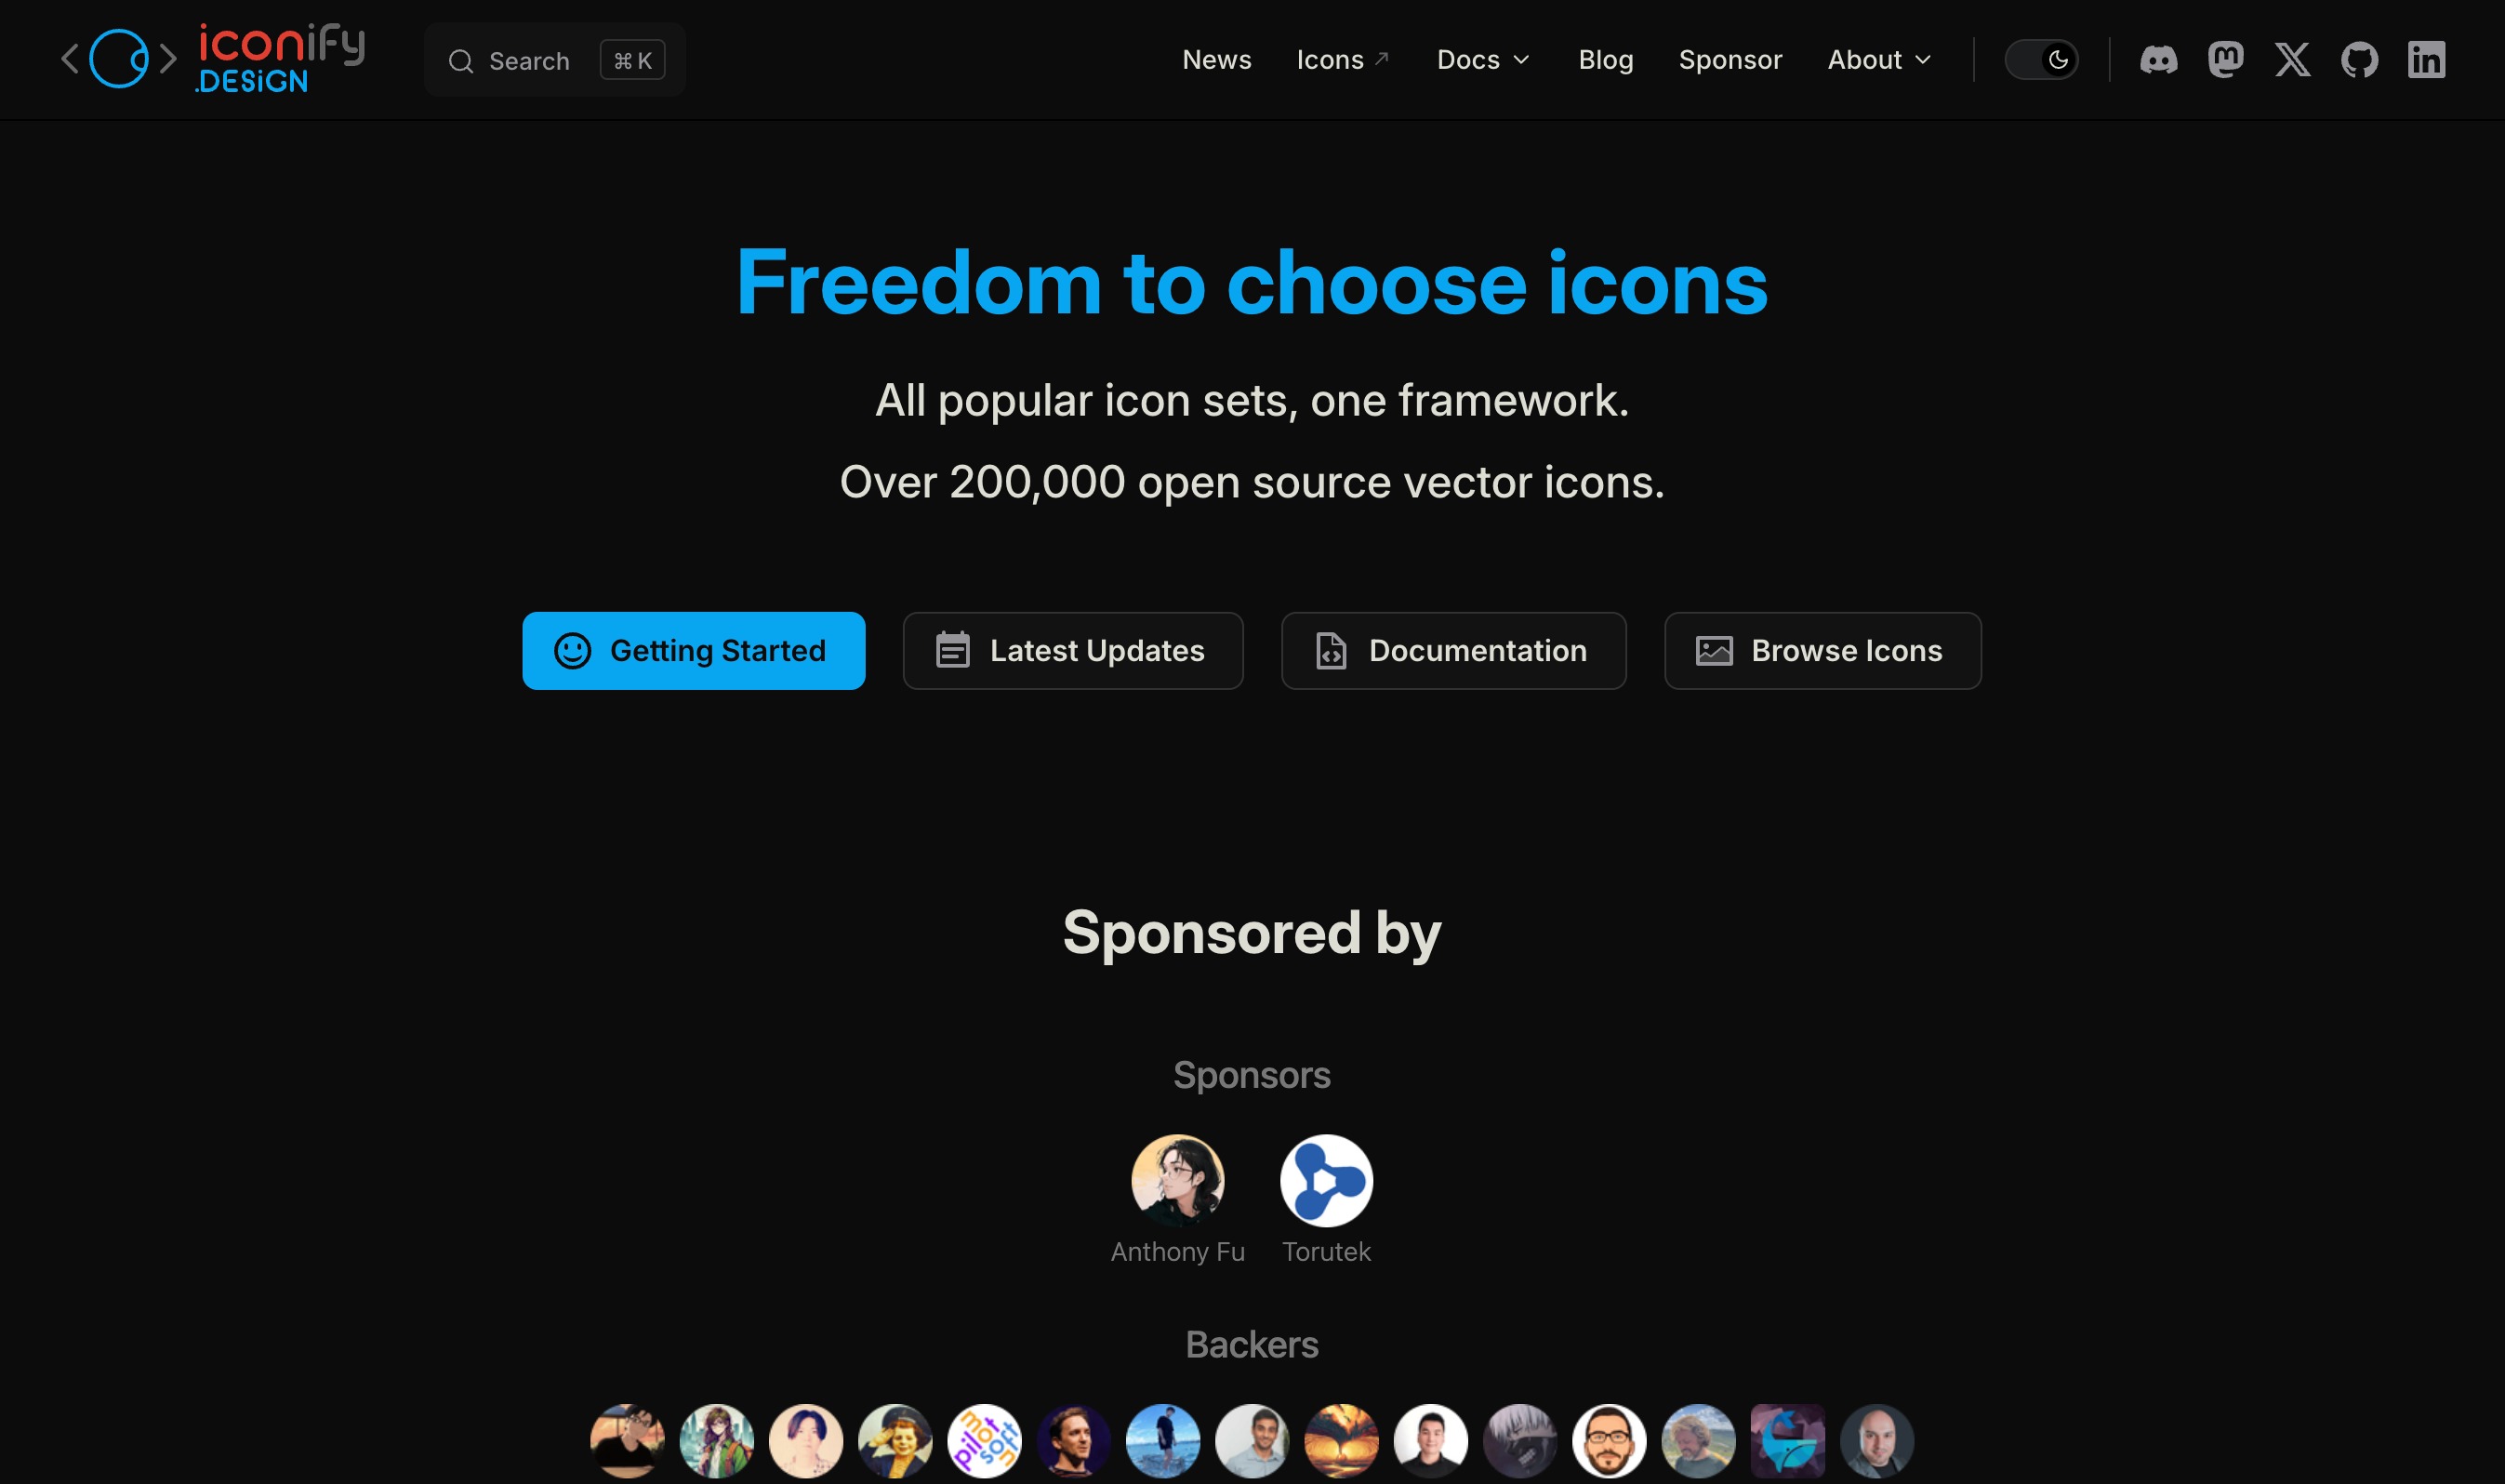 iconify
.DESiGN
Search ⌘ K
News Icons Docs Blog Sponsor About
Freedom to choose icons
All popular icon sets, one framework.
Over 200,000 open source vector icons.
Getting Started Latest Updates Documentation Browse Icons
Sponsored by
Sponsors
Anthony Fu Torutek
Backers
pilot
soft